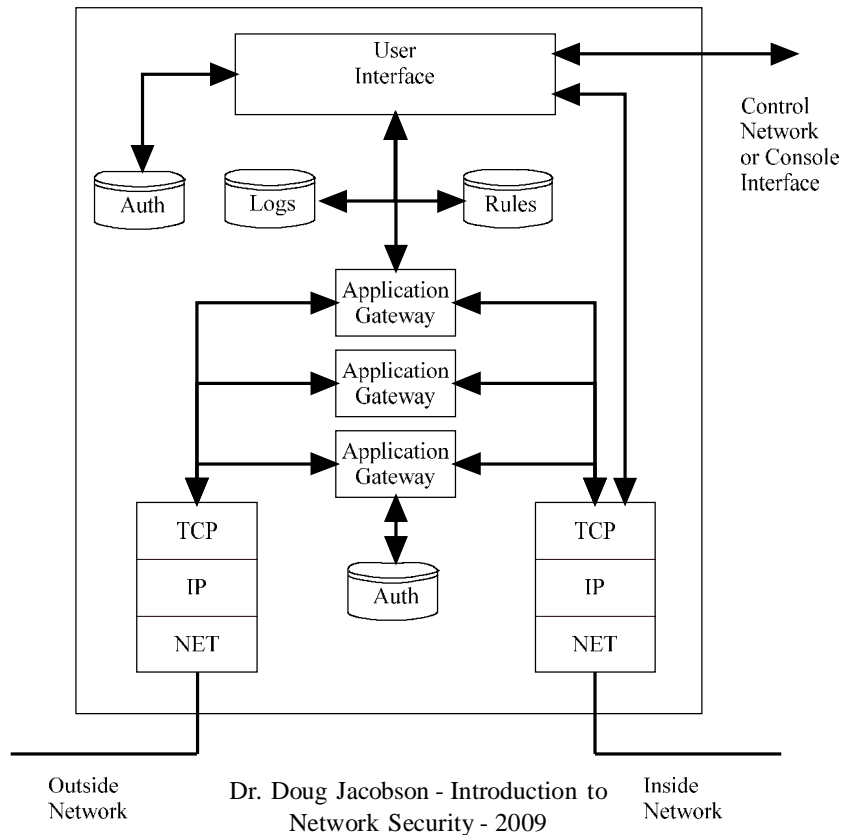 User
Interface
Control
Network
or Console
Interface
Auth
Logs
Rules
Application
Gateway
Application
Gateway
Application
Gateway
TCP
IP
NET
Auth
TCP
IP
NET
Outside
Network
Dr. Doug Jacobson - Introduction to
Network Security - 2009
Inside
Network